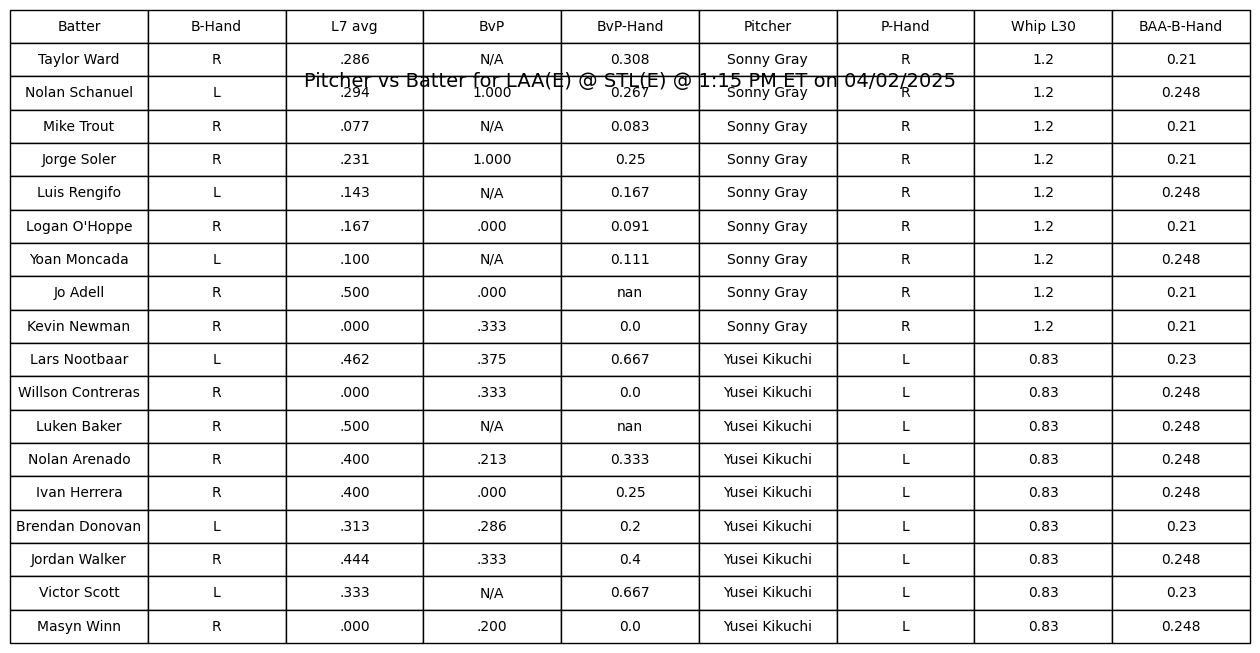 Batter B-Hand L7 avg BvP BvP-Hand Pitcher P-Hand Whip L30 BAA-B-Hand
Taylor Ward R .286 N/A 0.308 Sonny Gray R 1.2 0.21
Pitcher vs Batter for LAA(E) @ STL(E) @ 1:15 PM ET on 04/02/2025
Nolan Schanuel L .294 1.000 0.267 Sonny Gray R 1.2 0.248
Mike Trout R .077 N/A 0.083 Sonny Gray R 1.2 0.21
Jorge Soler R .231 1.000 0.25 Sonny Gray R 1.2 0.21
Luis Rengifo L .143 N/A 0.167 Sonny Gray R 1.2 0.248
Logan O'Hoppe R .167 .000 0.091 Sonny Gray R 1.2 0.21
Yoan Moncada L .100 N/A 0.111 Sonny Gray R 1.2 0.248
Jo Adell R .500 .000 nan Sonny Gray R 1.2 0.21
Kevin Newman R .000 .333 0.0 Sonny Gray R 1.2 0.21
Lars Nootbaar L .462 .375 0.667 Yusei Kikuchi L 0.83 0.23
Willson Contreras R .000 .333 0.0 Yusei Kikuchi L 0.83 0.248
Luken Baker R .500 N/A nan Yusei Kikuchi L 0.83 0.248
Nolan Arenado R .400 .213 0.333 Yusei Kikuchi L 0.83 0.248
Ivan Herrera R .400 .000 0.25 Yusei Kikuchi L 0.83 0.248
Brendan Donovan L .313 .286 0.2 Yusei Kikuchi L 0.83 0.23
Jordan Walker R .444 .333 0.4 Yusei Kikuchi L 0.83 0.248
Victor Scott L .333 N/A 0.667 Yusei Kikuchi L 0.83 0.23
Masyn Winn R .000 .200 0.0 Yusei Kikuchi L 0.83 0.248